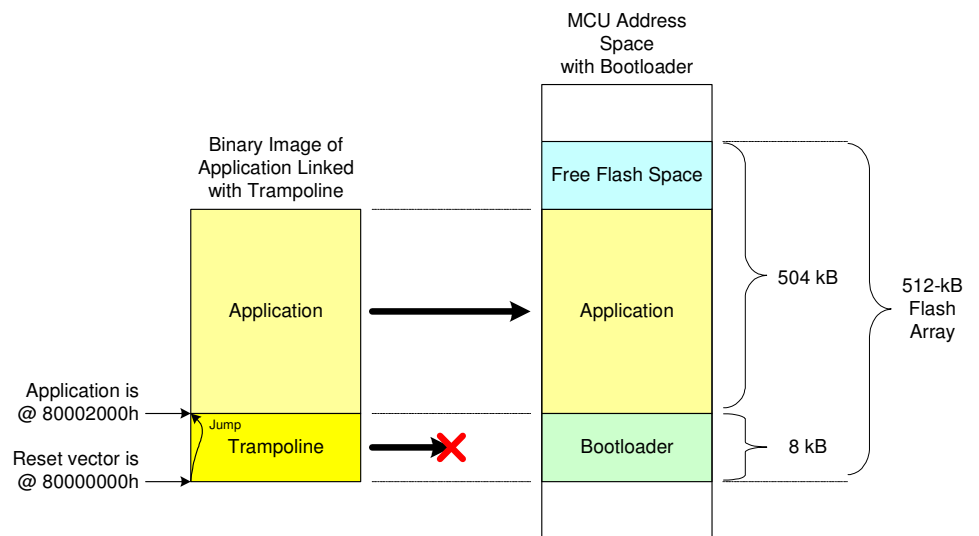 MCU Address
Space
with Bootloader
Binary Image of
Application Linked
with Trampoline
Free Flash Space
504 kB
512-kB
Flash
Array
Application
Application
Application is
@ 80002000h
Jump
Trampoline
Bootloader
8 kB
Reset vector is
@ 80000000h